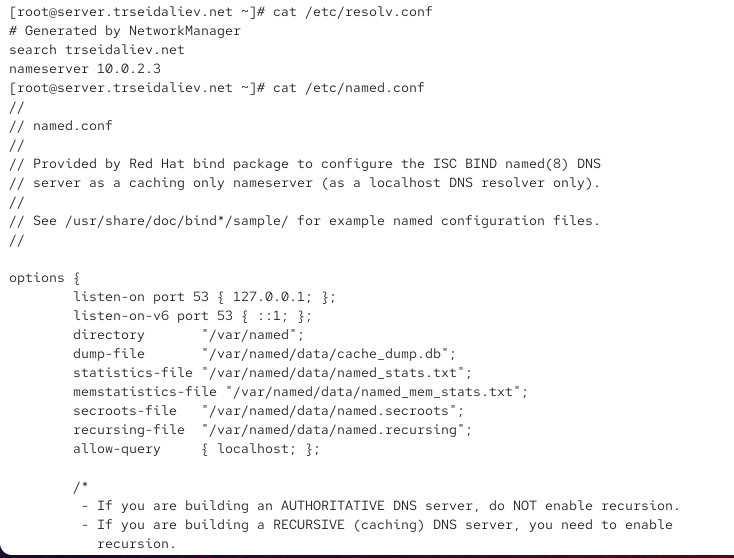 [root@server.trseidaliev.net ~]# cat /etc/resolv.conf
# Generated by NetworkManager
search trseidaliev.net
nameserver 10.0.2.3
[root@server.trseidaliev.net ~]# cat /etc/named.conf
//
// named.conf
//
// Provided by Red Hat bind package to configure the ISC BIND named(8) DNS
// server as a caching only nameserver (as a localhost DNS resolver only).
//
// See /usr/share/doc/bind*/sample/ for example named configuration files.
//

options {
        listen-on port 53 { 127.0.0.1; };
        listen-on-v6 port 53 { ::1; };
        directory       "/var/named";
        dump-file       "/var/named/data/cache_dump.db";
        statistics-file "/var/named/data/named_stats.txt";
        memstatistics-file "/var/named/data/named_mem_stats.txt";
        secroots-file   "/var/named/data/named.secroots";
        recursing-file  "/var/named/data/named.recursing";
        allow-query     { localhost; };

        /*
         - If you are building an AUTHORITATIVE DNS server, do NOT enable recursion.
         - If you are building a RECURSIVE (caching) DNS server, you need to enable
           recursion.